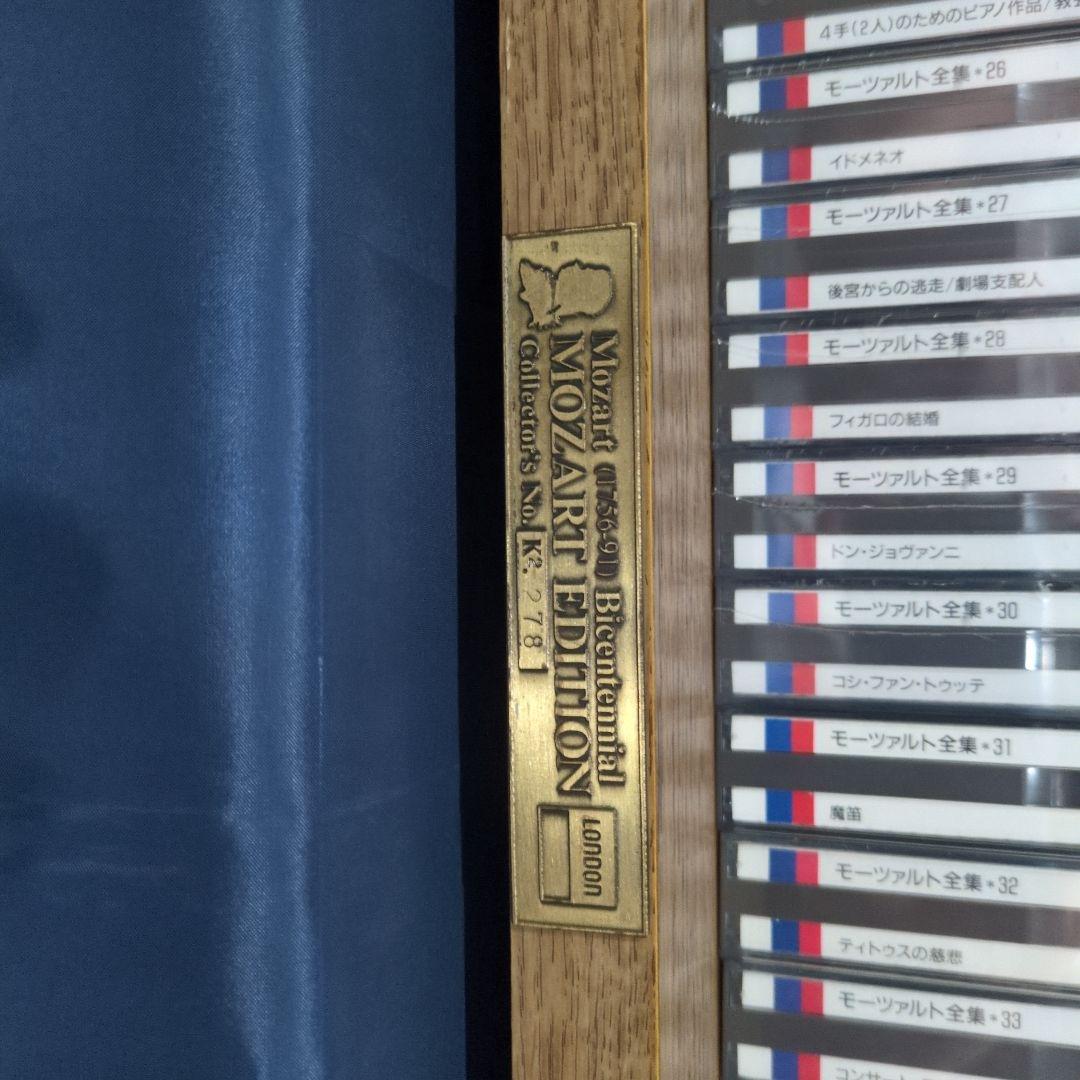 Mozart (1756-91) Bicentennial
MOZART EDITION
Collector's No. K². 278
LONDON
4手(2人)のためのピアノ作品/教
モーツァルト全集*26
イドメネオ
モーツァルト全集*27
後宮からの逃走/劇場支配人
モーツァルト全集*28
フィガロの結婚
モーツァルト全集*29
ドン・ジョヴァンニ
モーツァルト全集*30
コシ・ファン・トゥッテ
モーツァルト全集*31
魔笛
モーツァルト全集*32
ティトゥスの慈悲
モーツァルト全集*33
コンサート